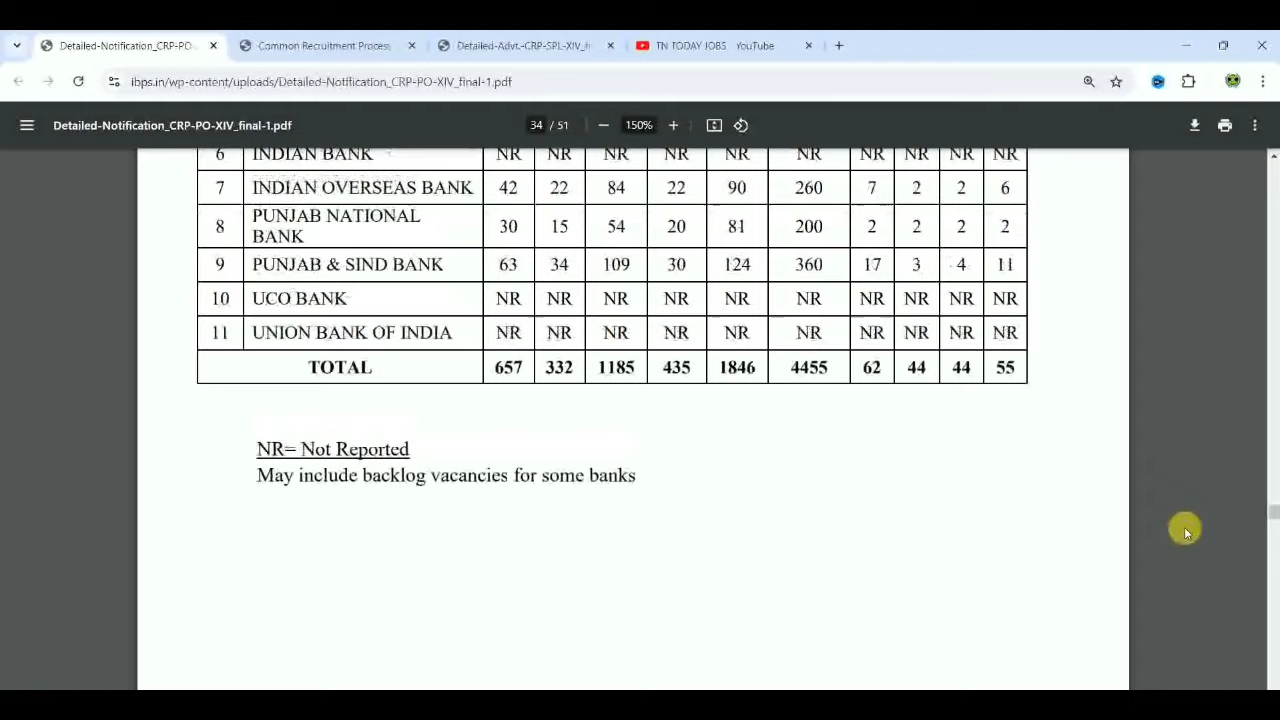 Detailed-Notification_CRP-PO- Common Recruitment Process Detailed-Advt.-CRP-SPL-XIV_fi TN TODAY JOBS - YouTube
ibps.in/wp-content/uploads/Detailed-Notification_CRP-PO-XIV_final-1.pdf
Detailed-Notification_CRP-PO-XIV_final-1.pdf 34 / 51 150%
6 INDIAN BANK NR NR NR NR NR NR NR NR NR NR
7 INDIAN OVERSEAS BANK 42 22 84 22 90 260 7 2 2 6
8 PUNJAB NATIONAL BANK 30 15 54 20 81 200 2 2 2 2
9 PUNJAB & SIND BANK 63 34 109 30 124 360 17 3 4 11
10 UCO BANK NR NR NR NR NR NR NR NR NR NR
11 UNION BANK OF INDIA NR NR NR NR NR NR NR NR NR NR
TOTAL 657 332 1185 435 1846 4455 62 44 44 55
NR= Not Reported
May include backlog vacancies for some banks